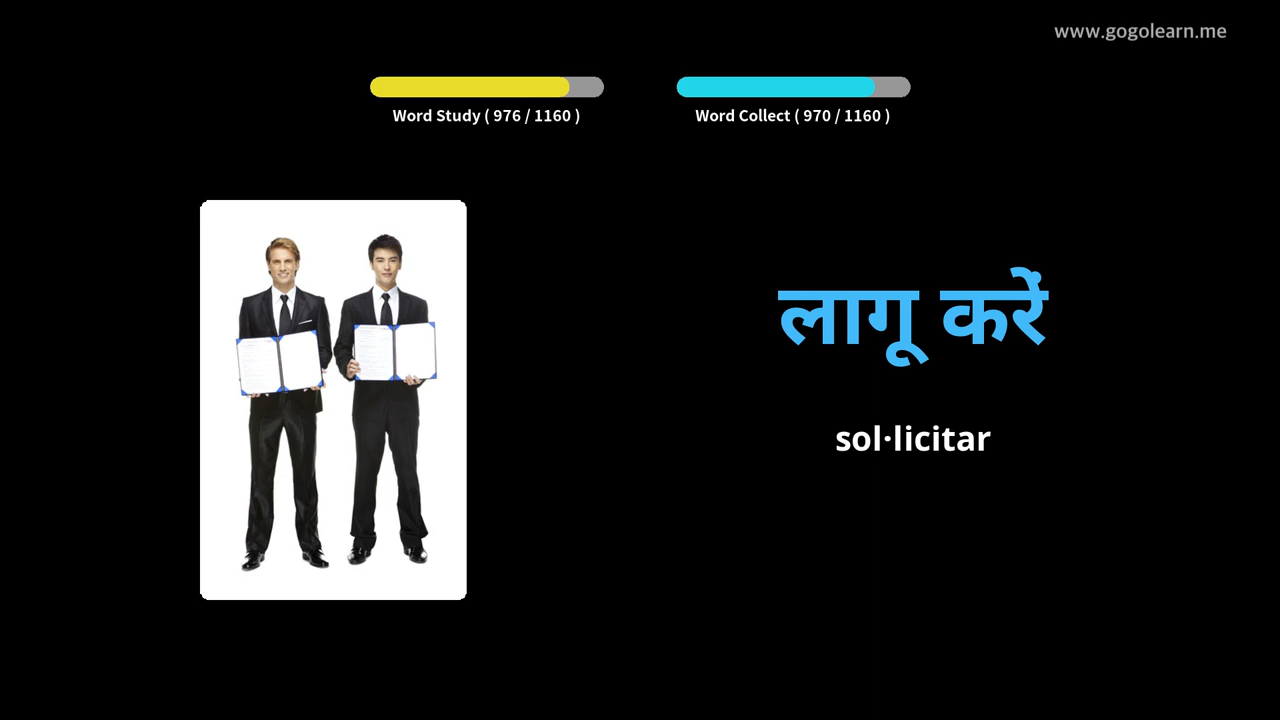 www.gogolearn.me
Word Study ( 976 / 1160 )
Word Collect ( 970 / 1160 )
लागू करें
sol·licitar